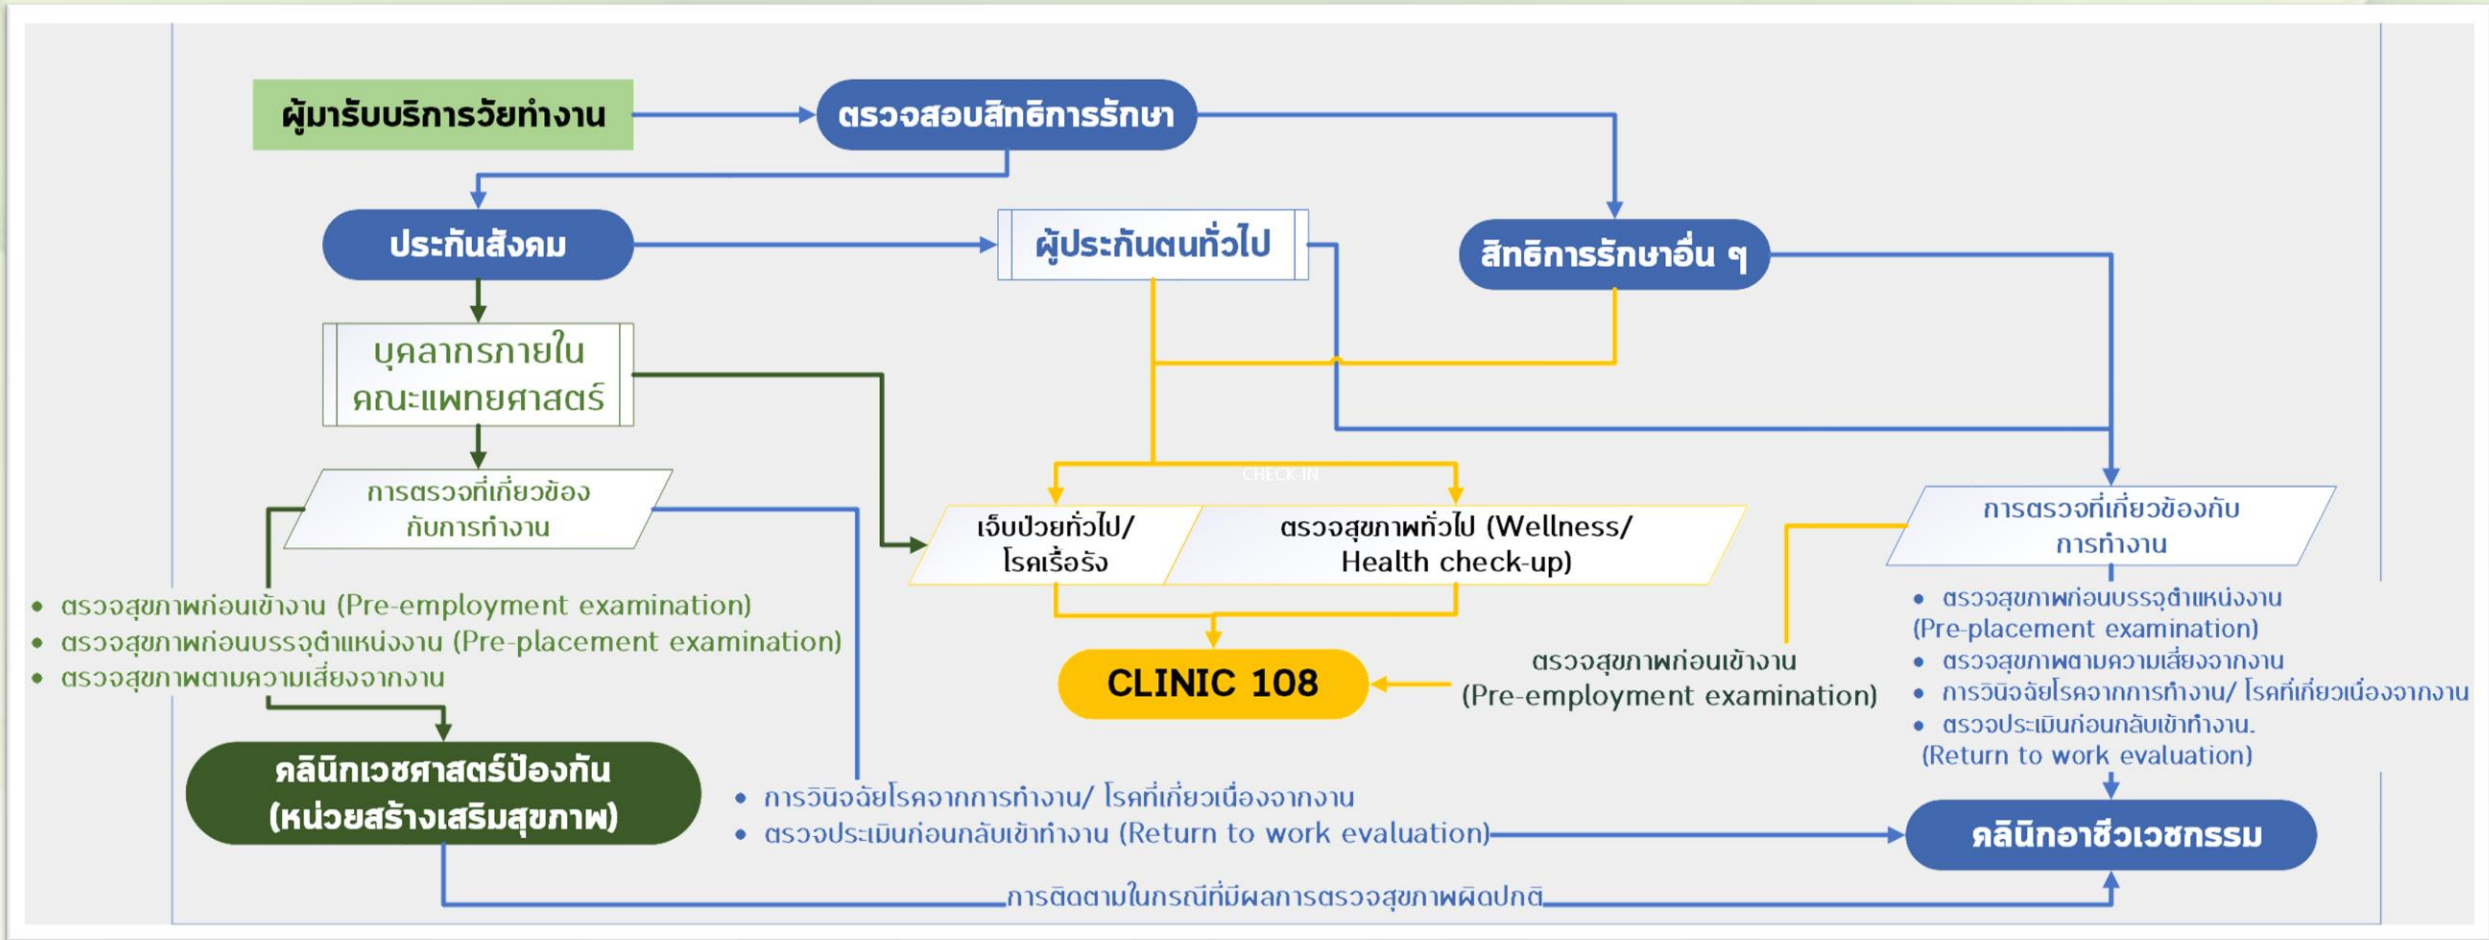 ผู้มารับบริการวัยทำงาน
ตรวจสอบสิทธิการรักษา
ประกันสังคม
ผู้ประกันตนทั่วไป
สิทธิการรักษาอื่น ๆ
บุคลากรภายใน
คณะแพทยศาสตร์
การตรวจที่เกี่ยวข้อง
กับการทำงาน
CHECK-IN
เจ็บป่วยทั่วไป/
โรคเรื้อรัง
ตรวจสุขภาพทั่วไป (Wellness/
Health check-up)
การตรวจที่เกี่ยวข้องกับ
การทำงาน
• ตรวจสุขภาพก่อนเข้างาน (Pre-employment examination)
• ตรวจสุขภาพก่อนบรรจุตำแหน่งงาน (Pre-placement examination)
• ตรวจสุขภาพตามความเสี่ยงจากงาน
CLINIC 108
ตรวจสุขภาพก่อนเข้างาน
(Pre-employment examination)
• ตรวจสุขภาพก่อนบรรจุตำแหน่งงาน
(Pre-placement examination)
• ตรวจสุขภาพตามความเสี่ยงจากงาน
• การวินิจฉัยโรคจากการทำงาน/ โรคที่เกี่ยวเนื่องจากงาน
• ตรวจประเมินก่อนกลับเข้าทำงาน.
(Return to work evaluation)
คลินิกเวชศาสตร์ป้องกัน
(หน่วยสร้างเสริมสุขภาพ)
• การวินิจฉัยโรคจากการทำงาน/ โรคที่เกี่ยวเนื่องจากงาน
• ตรวจประเมินก่อนกลับเข้าทำงาน (Return to work evaluation)
คลินิกอาชีวเวชกรรม
การติดตามในกรณีที่มีผลการตรวจสุขภาพผิดปกติ